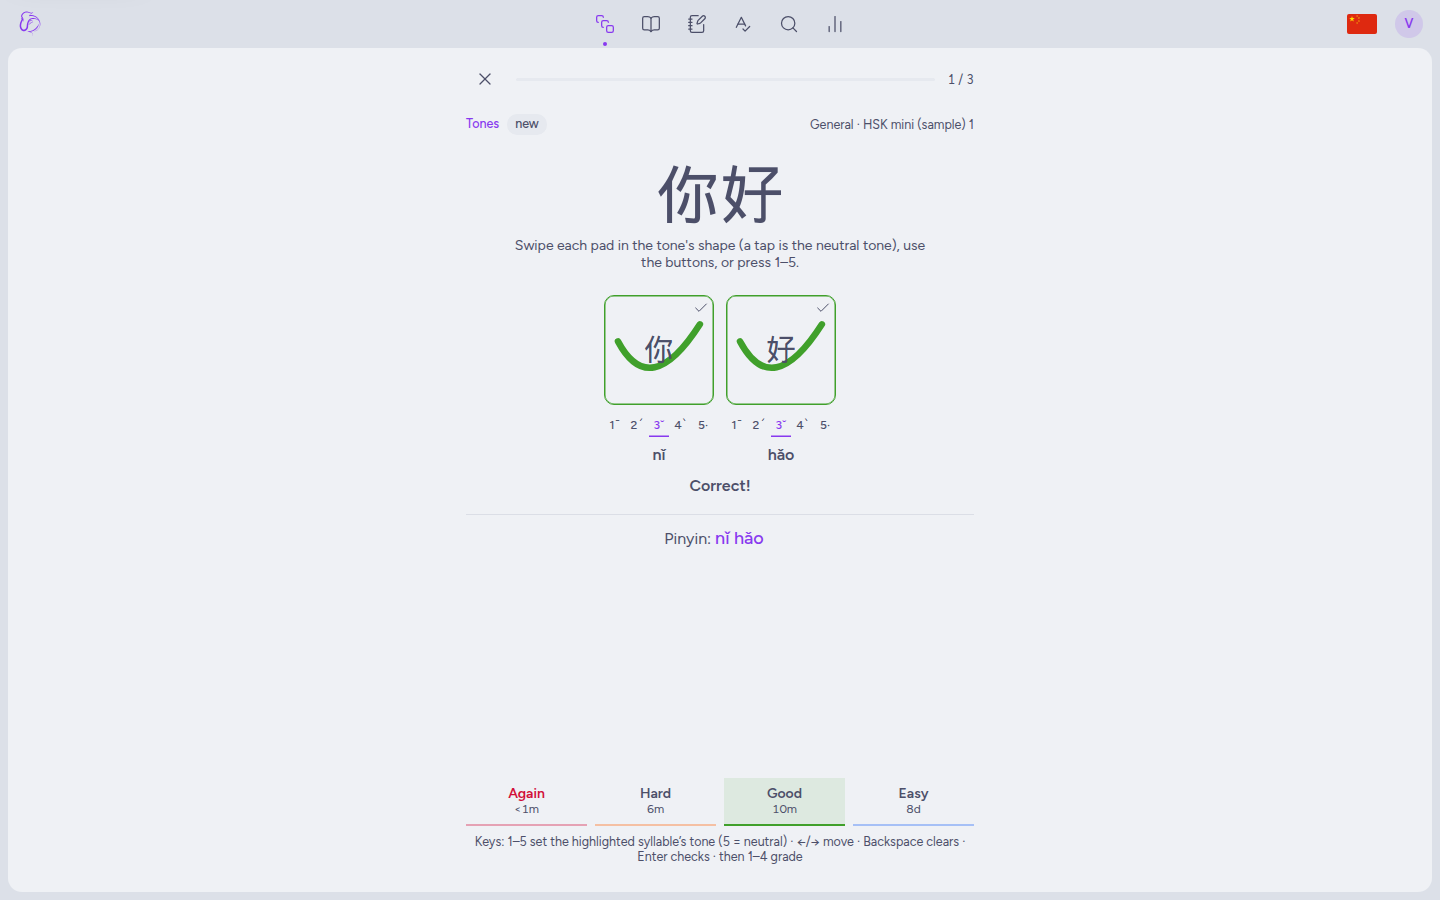 V
1 / 3
Tones new
General · HSK mini (sample) 1
你好
Swipe each pad in the tone's shape (a tap is the neutral tone), use
the buttons, or press 1–5.
你 好
1ˉ 2ˊ 3ˇ 4ˋ 5· 1ˉ 2ˊ 3ˇ 4ˋ 5·
nǐ hǎo
Correct!
Pinyin: nǐ hǎo
Again Hard Good Easy
<1m 6m 10m 8d
Keys: 1–5 set the highlighted syllable's tone (5 = neutral) · ←/→ move · Backspace clears ·
Enter checks · then 1–4 grade